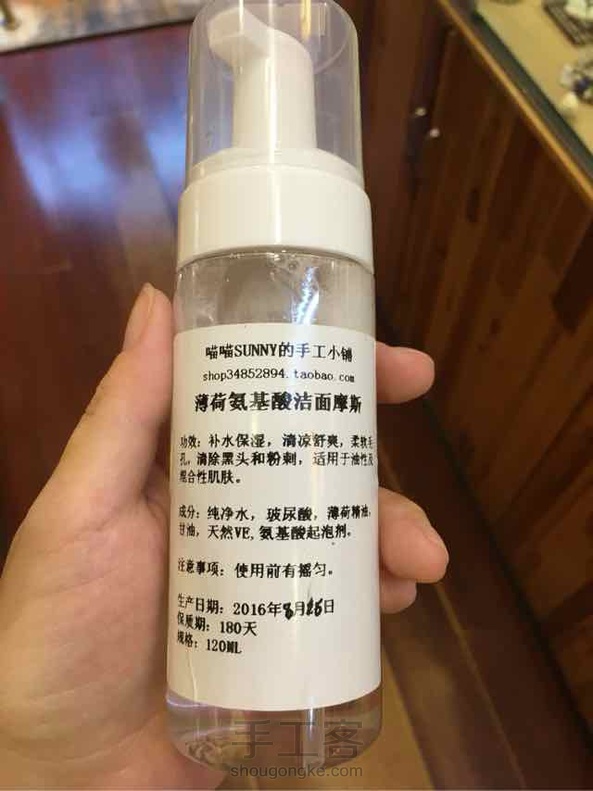 喵喵SUNNY的手工小铺
shop34852894.taobao.com
薄荷氨基酸洁面摩斯
功效：补水保湿，清凉舒爽，柔软毛
孔，清除黑头和粉刺，适用于油性及
组合性肌肤。
成分：纯净水，玻尿酸，薄荷精油，
甘油，天然VE,氨基酸起泡剂。
注意事项：使用前有摇匀。
生产日期：2016年8月 日
保质期：180天
规格：120ML
手工客
shougongke.com